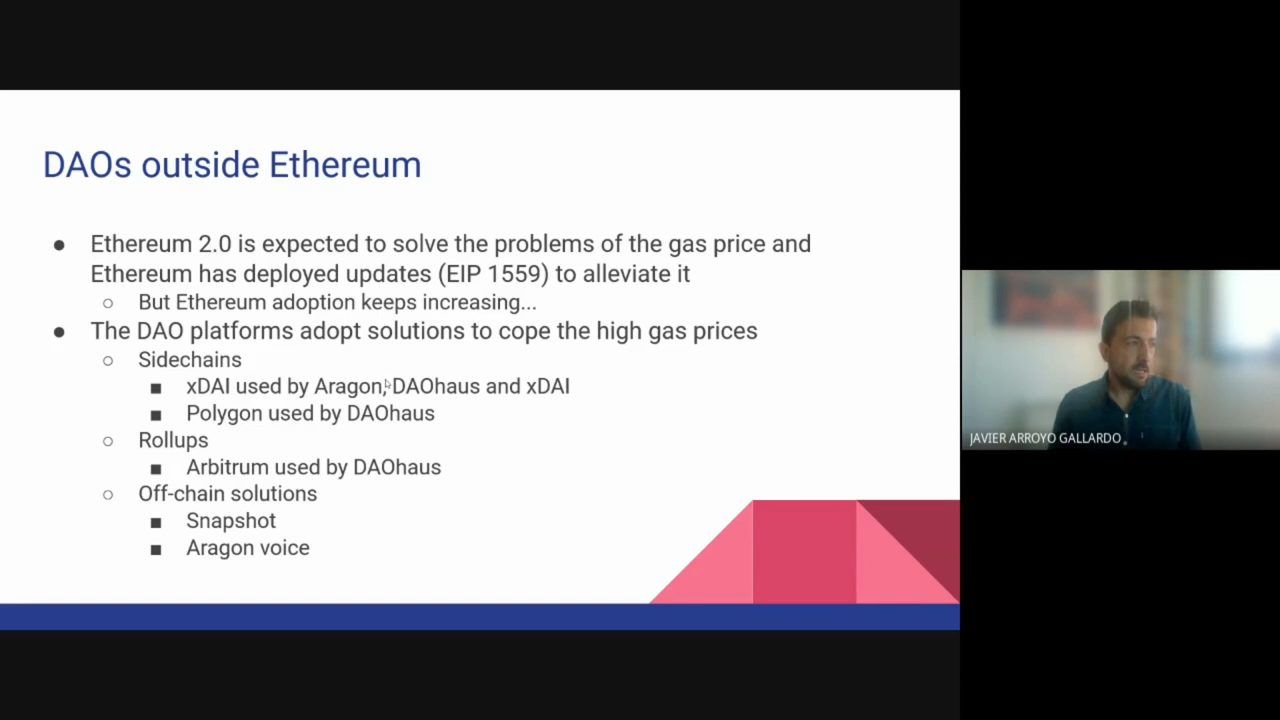 DAOs outside Ethereum
● Ethereum 2.0 is expected to solve the problems of the gas price and
Ethereum has deployed updates (EIP 1559) to alleviate it
○ But Ethereum adoption keeps increasing...
● The DAO platforms adopt solutions to cope the high gas prices
○ Sidechains
■ xDAI used by Aragon, DAOhaus and xDAI
■ Polygon used by DAOhaus
○ Rollups
■ Arbitrum used by DAOhaus
○ Off-chain solutions
■ Snapshot
■ Aragon voice
JAVIER ARROYO GALLARDO